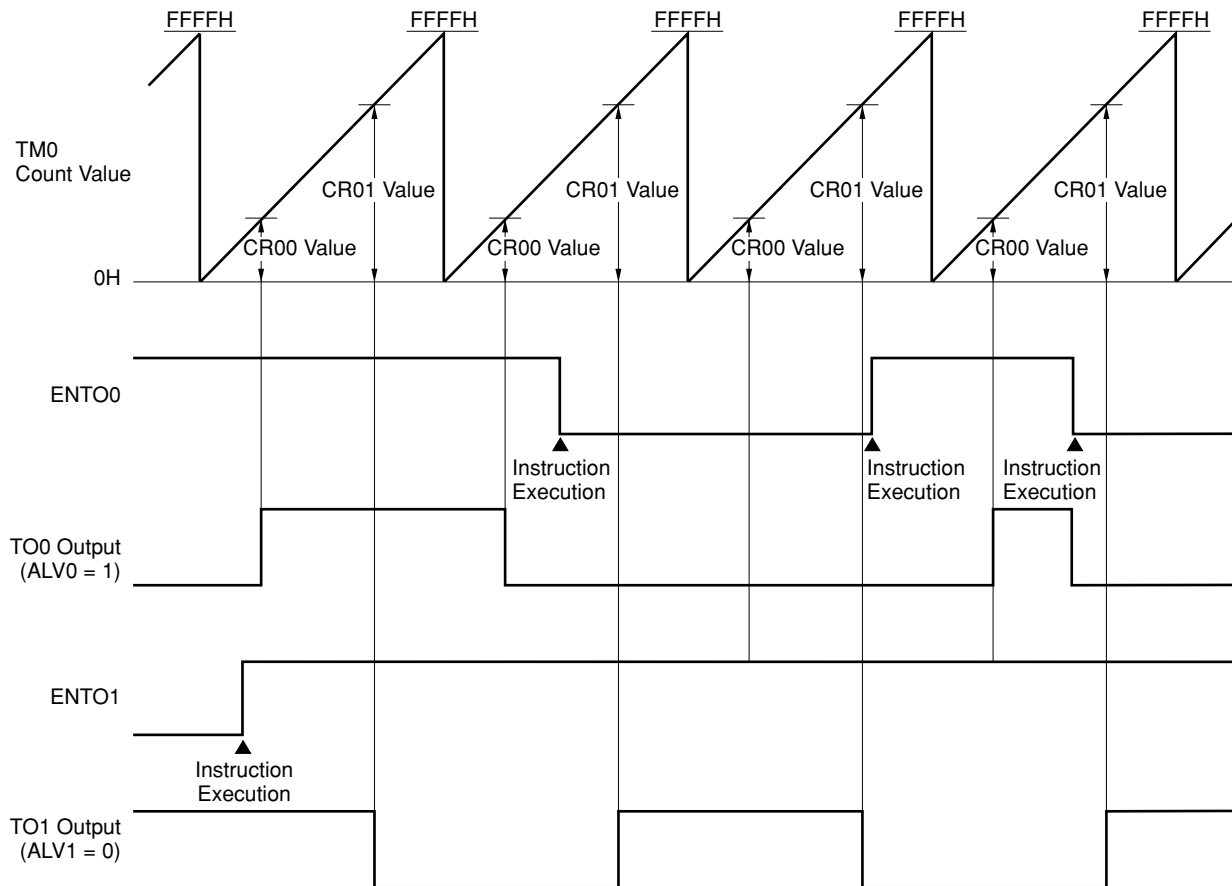 FFFFH FFFFH FFFFH FFFFH FFFFH
TM0
Count Value
CR01 Value CR01 Value CR01 Value CR01 Value
CR00 Value CR00 Value CR00 Value CR00 Value
0H
ENTO0
Instruction
Execution
Instruction
Execution
Instruction
Execution
TO0 Output
(ALV0 = 1)
ENTO1
Instruction
Execution
TO1 Output
(ALV1 = 0)